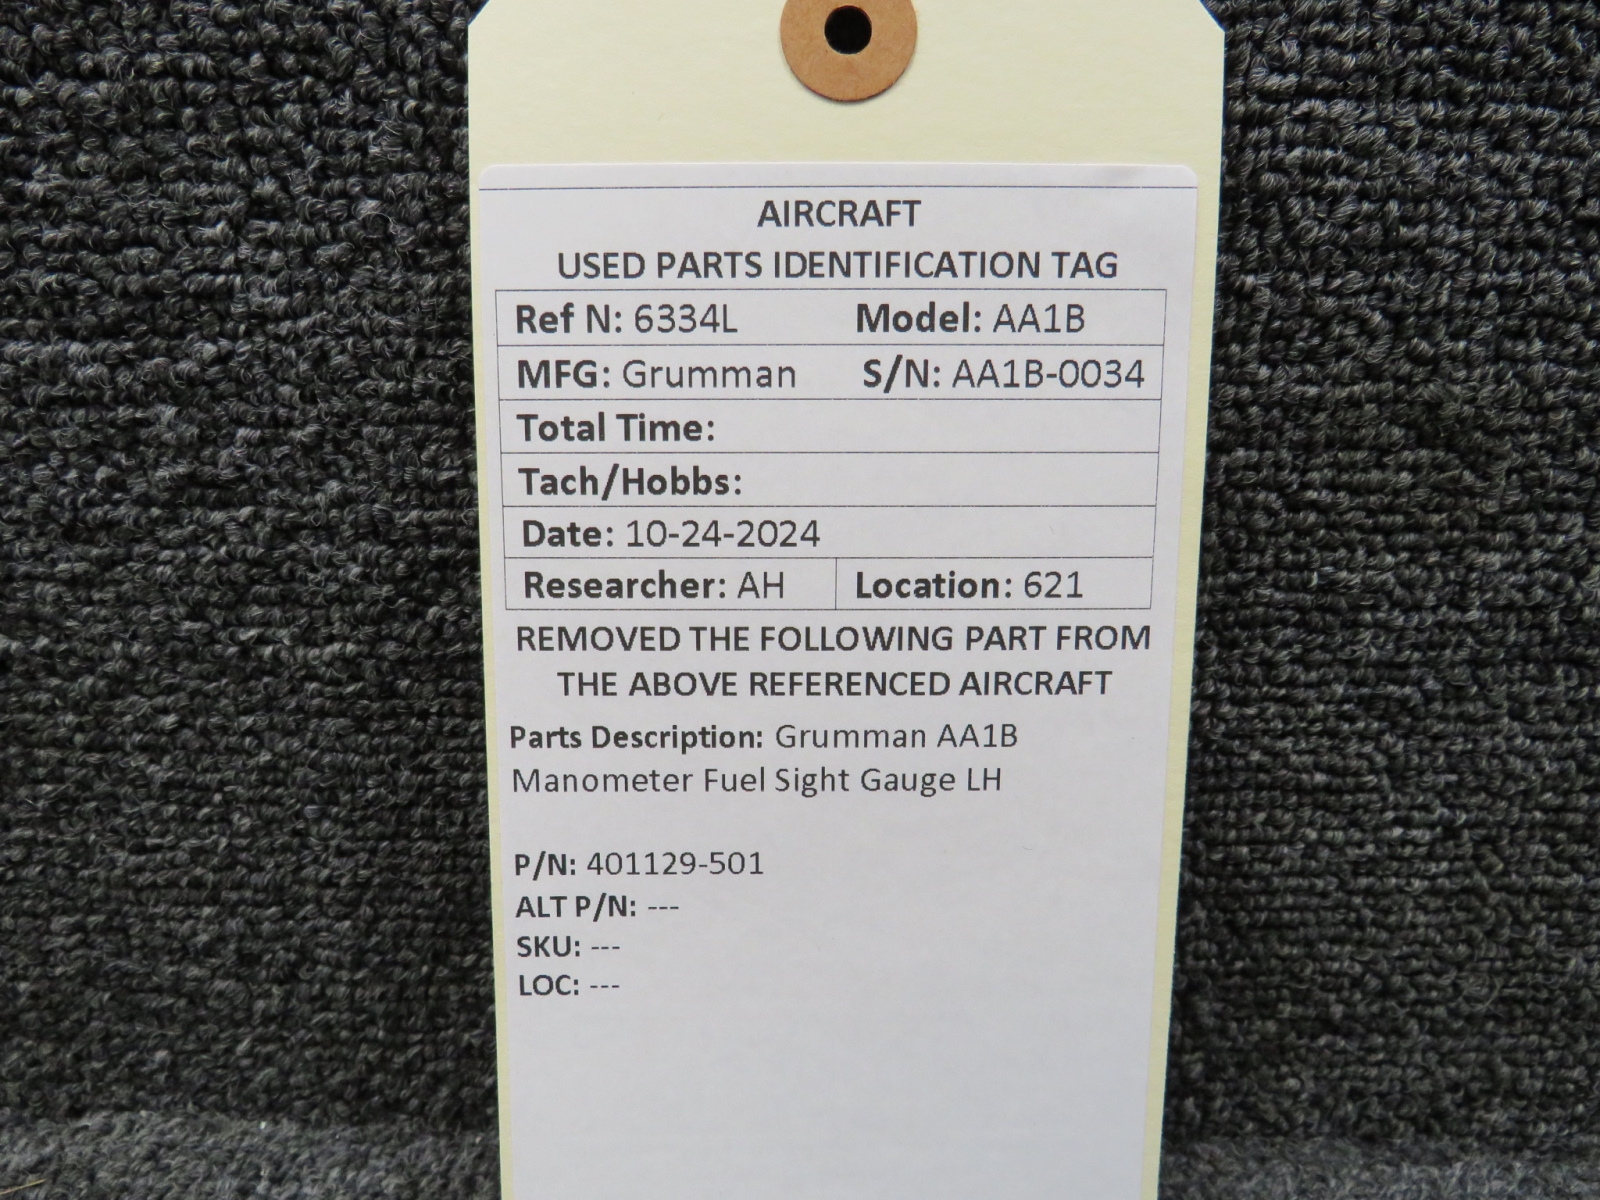 AIRCRAFT
USED PARTS IDENTIFICATION TAG
Ref N: 6334L Model: AA1B
MFG: Grumman S/N: AA1B-0034
Total Time:
Tach/Hobbs:
Date: 10-24-2024
Researcher: AH Location: 621
REMOVED THE FOLLOWING PART FROM
THE ABOVE REFERENCED AIRCRAFT
Parts Description: Grumman AA1B
Manometer Fuel Sight Gauge LH
P/N: 401129-501
ALT P/N: ---
SKU: ---
LOC: ---